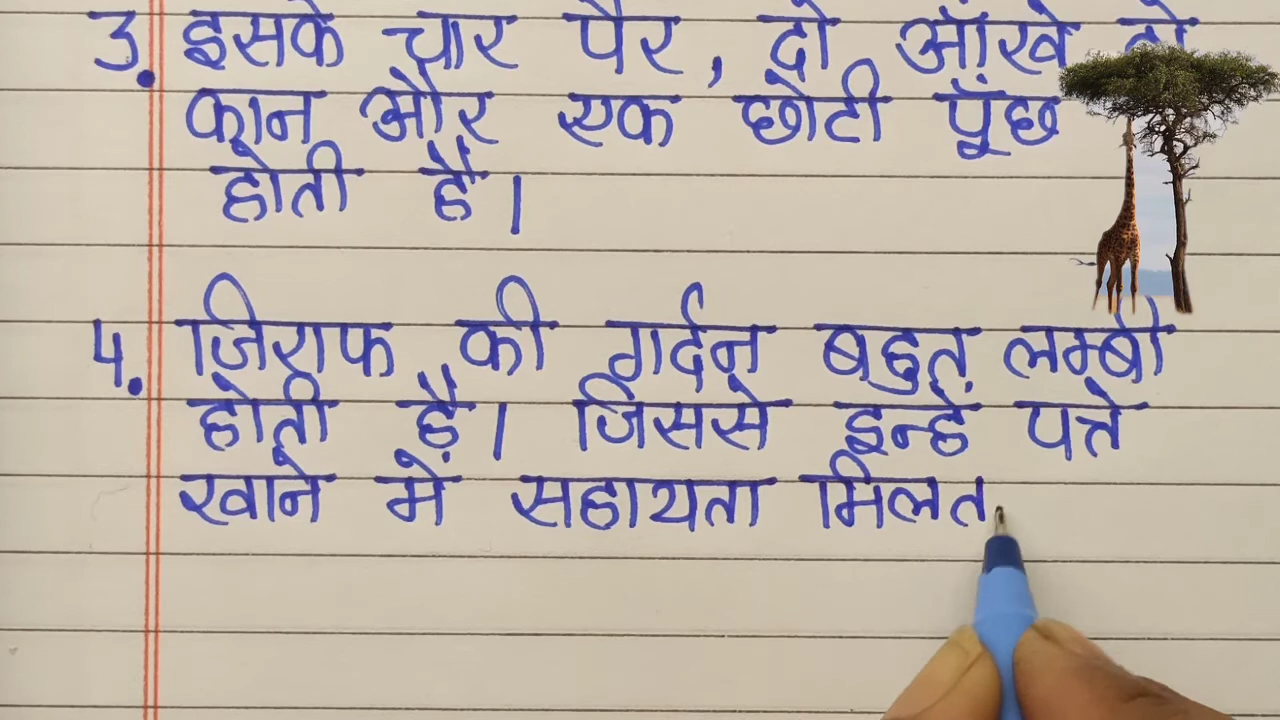 3. इसके चार पैर, दो आँखे दो
कान और एक छोटी पूँछ
होती है।
4. जिराफ की गर्दन बहुत लम्बी
होती है। जिससे इन्हें पत्ते
खाने में सहायता मिलत